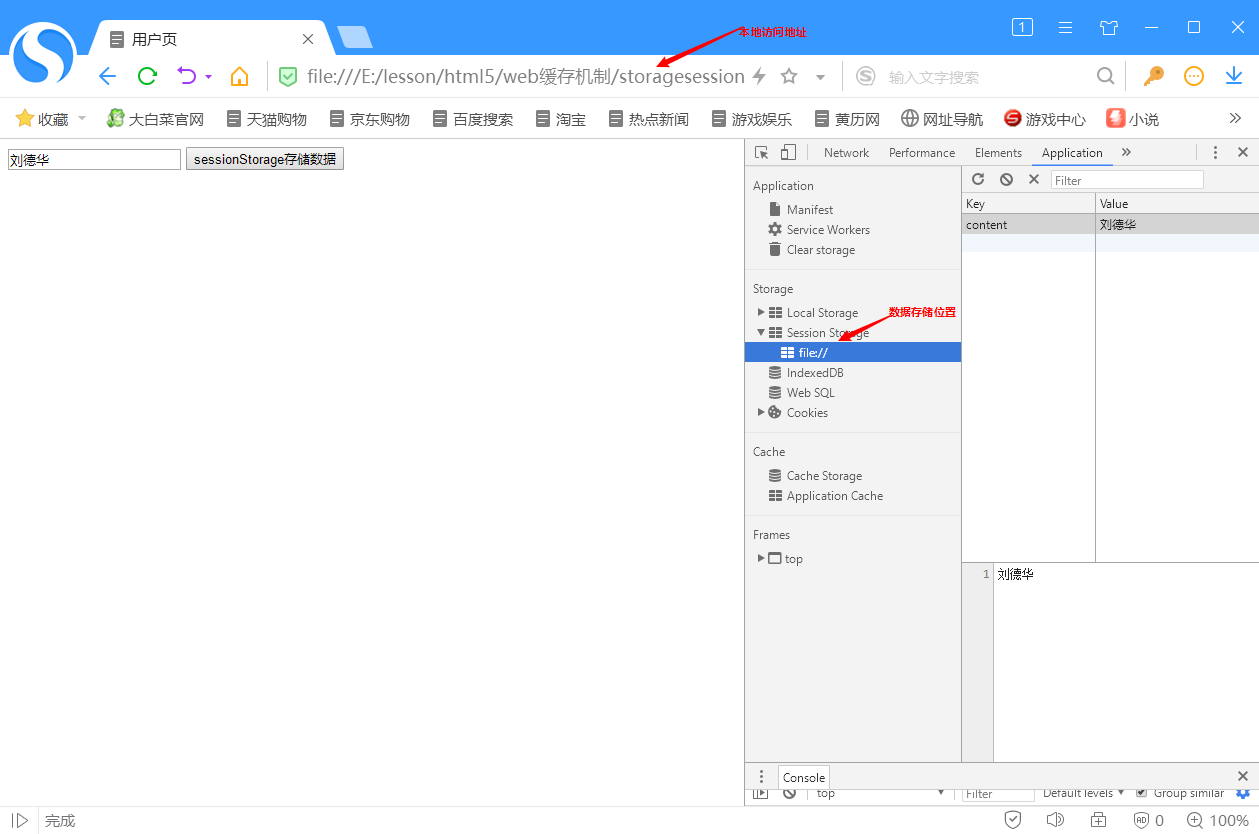 用户页
1
本地访问地址
file:///E:/lesson/html5/web缓存机制/storagesession
输入文字搜索
收藏 大白菜官网 天猫购物 京东购物 百度搜索 淘宝 热点新闻 游戏娱乐 黄历网 网址导航 游戏中心 小说
刘德华 sessionStorage存储数据
Network Performance Elements Application
Application
Manifest
Service Workers
Clear storage
Storage
Local Storage
数据存储位置
Session Storage
file://
IndexedDB
Web SQL
Cookies
Cache
Cache Storage
Application Cache
Frames
top
Filter
Key Value
content 刘德华
1 刘德华
Console
top Filter Default levels Group similar
完成
AD 0 100%